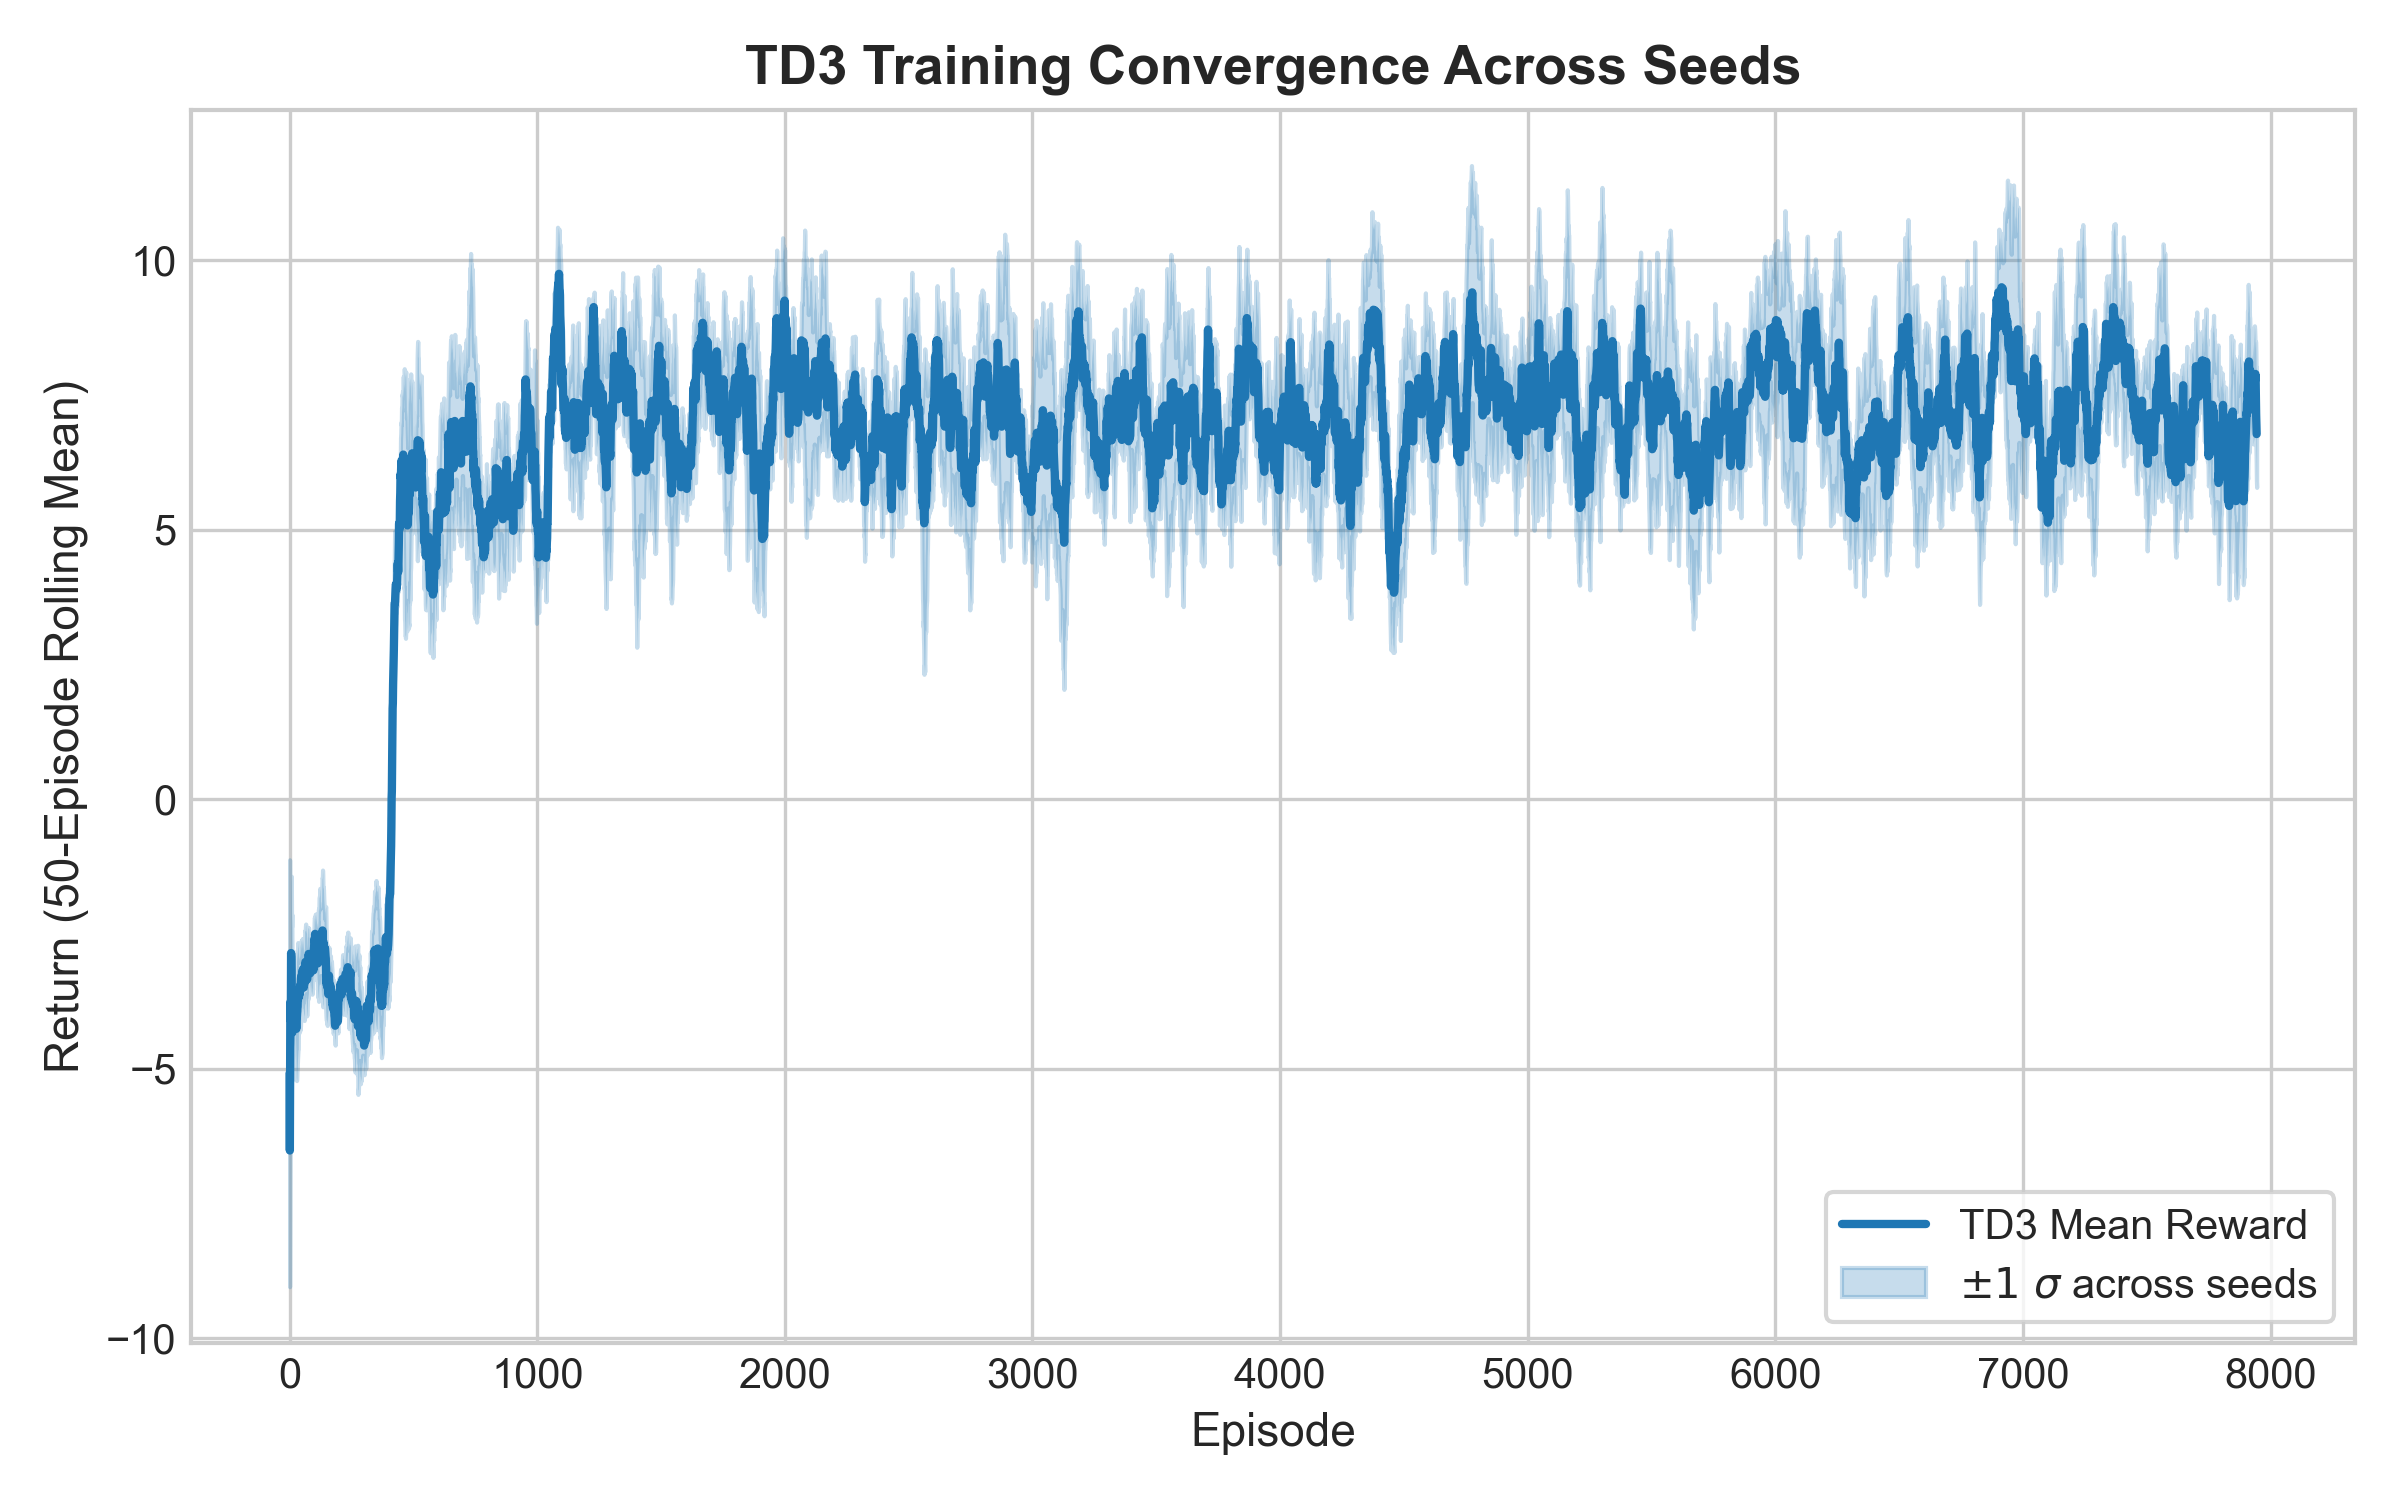 TD3 Training Convergence Across Seeds
Return (50-Episode Rolling Mean)
10
5
0
−5
−10
0 1000 2000 3000 4000 5000 6000 7000 8000
Episode
TD3 Mean Reward
±1 σ across seeds